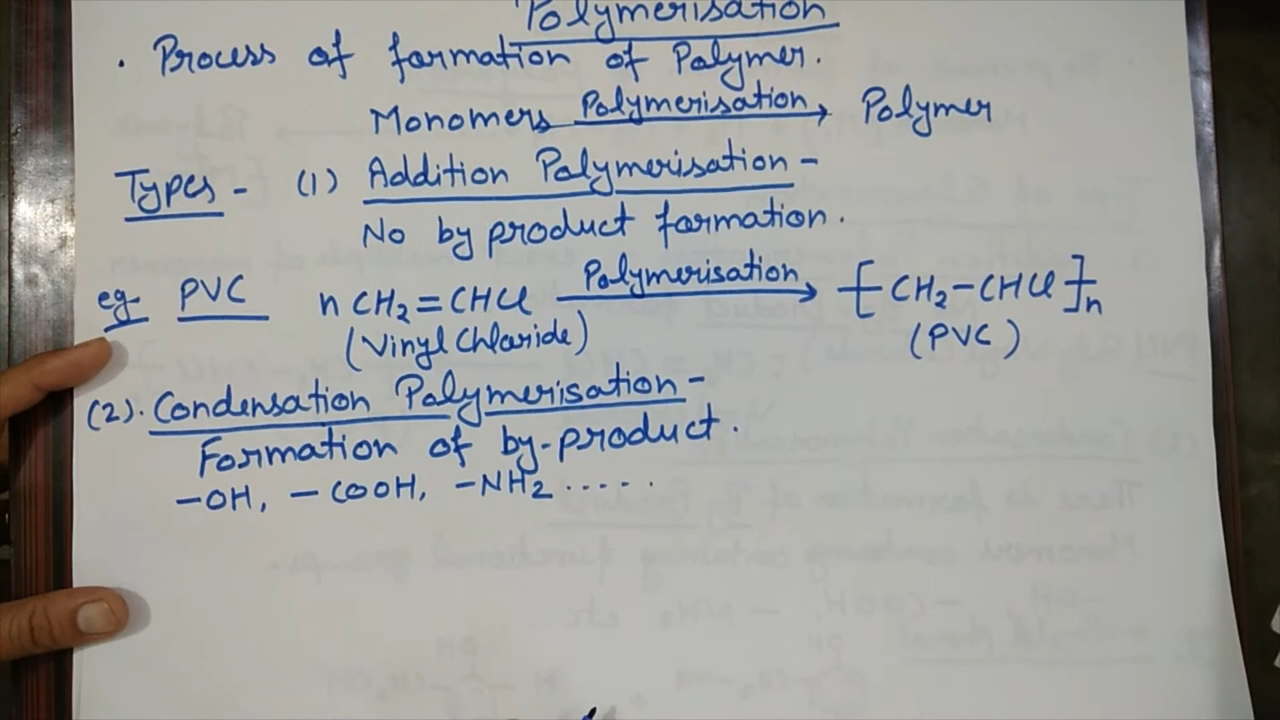 Polymerisation
· Process of formation of Polymer.
Monomers Polymerisation → Polymer
Types - (1) Addition Polymerisation -
No by product formation.
eg PVC nCH₂=CHCl Polymerisation → [CH₂-CHCl]n
(Vinyl Chloride) (PVC)
(2). Condensation Polymerisation -
Formation of by-product.
-OH, -COOH, -NH₂ .....